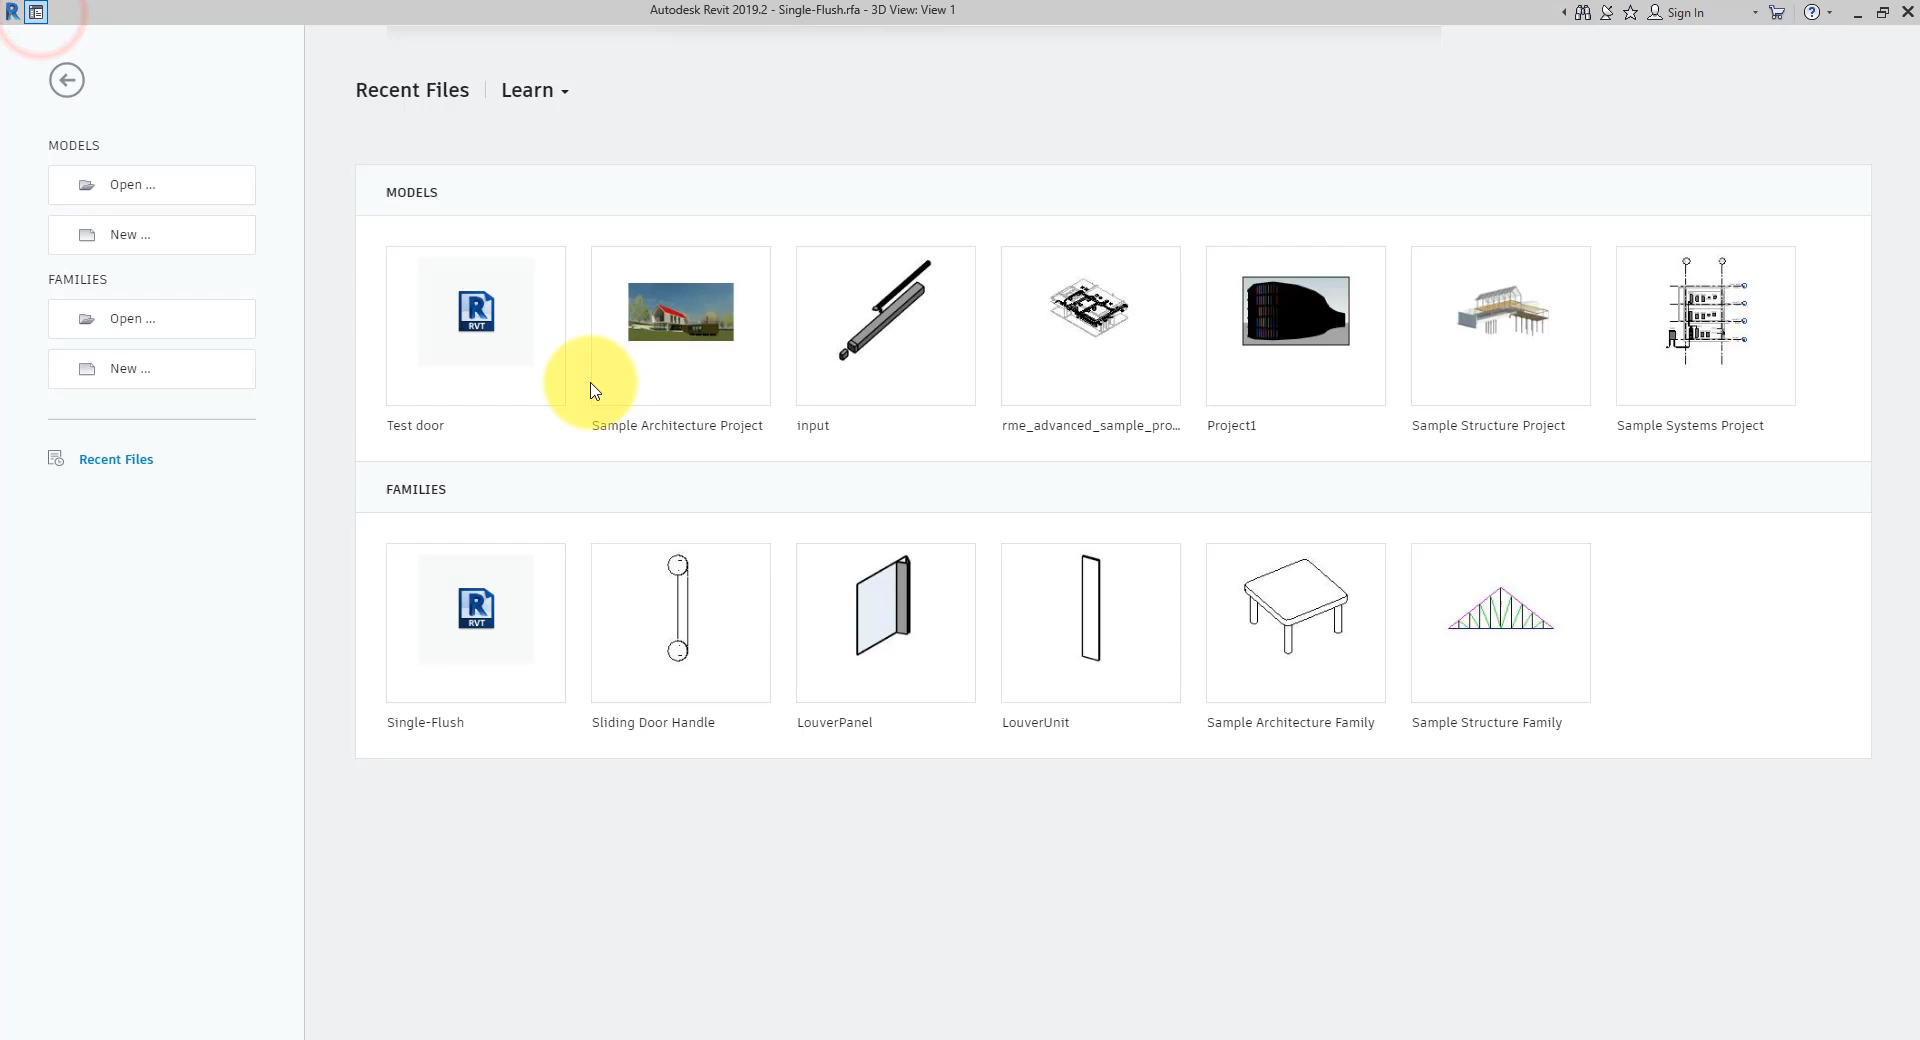 Autodesk Revit 2019.2 - Single-Flush.rfa - 3D View: View 1
Sign In
Recent Files
Learn
MODELS
Open ...
New ...
FAMILIES
Open ...
New ...
Recent Files
MODELS
R
RVT
Test door
Sample Architecture Project
input
rme_advanced_sample_pro...
Project1
Sample Structure Project
Sample Systems Project
FAMILIES
R
RVT
Single-Flush
Sliding Door Handle
LouverPanel
LouverUnit
Sample Architecture Family
Sample Structure Family